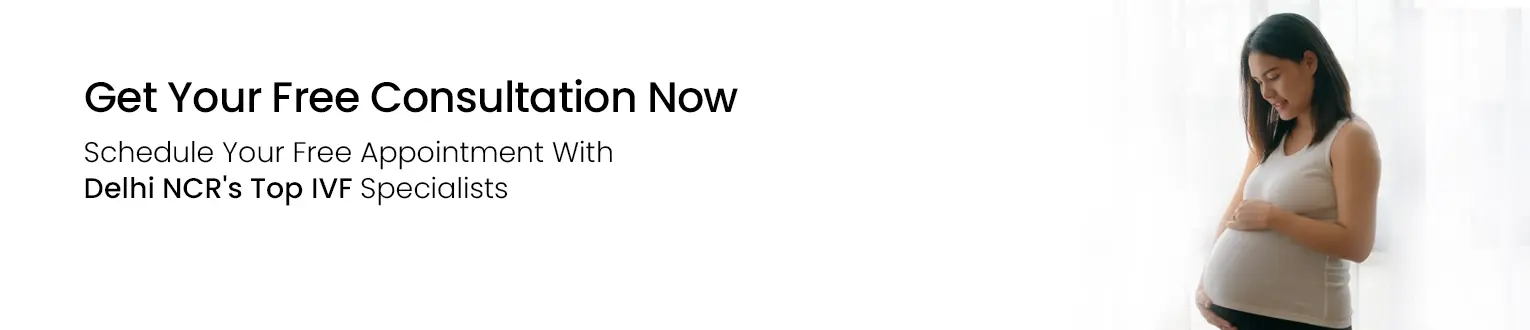 Get Your Free Consultation Now
Schedule Your Free Appointment With
Delhi NCR's Top IVF Specialists